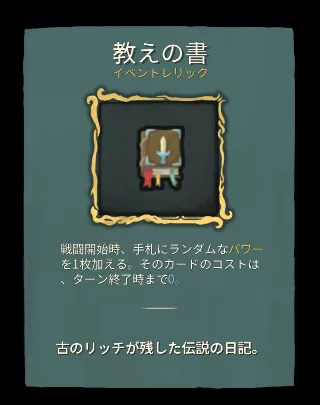 教えの書
イベントレリック
戦闘開始時、手札にランダムなパワー
を1枚加える。そのカードのコストは
、ターン終了時まで0。
古のリッチが残した伝説の日記。